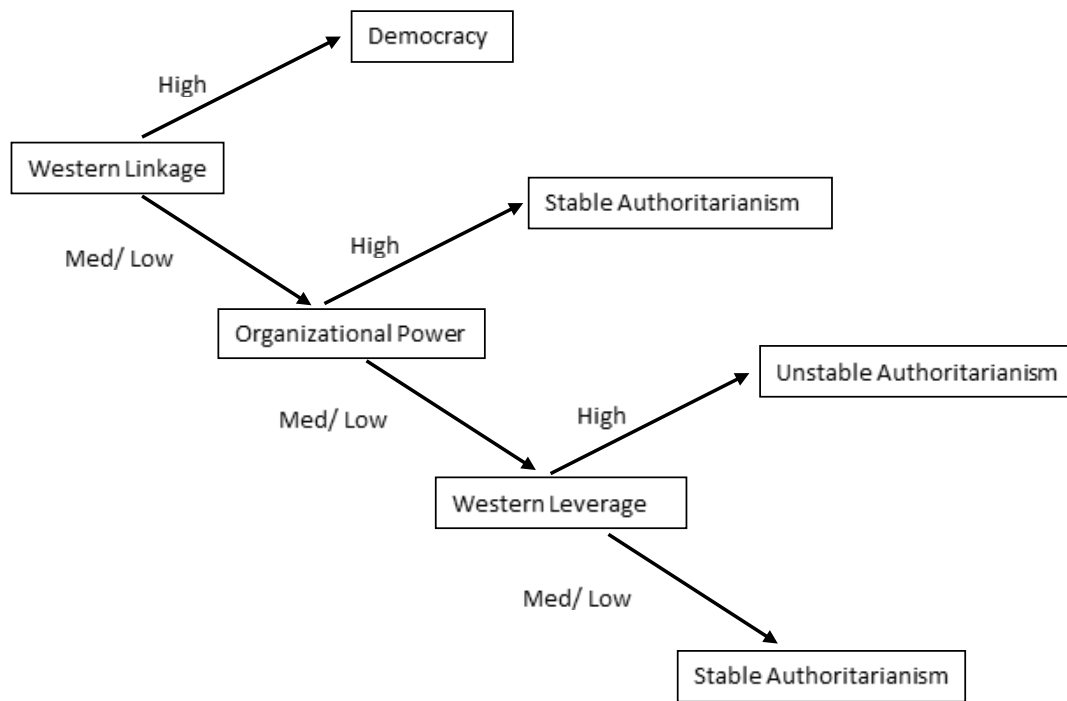 Democracy
High
Western Linkage
Stable Authoritarianism
High
Med/ Low
Organizational Power
Unstable Authoritarianism
High
Med/ Low
Western Leverage
Med/ Low
Stable Authoritarianism